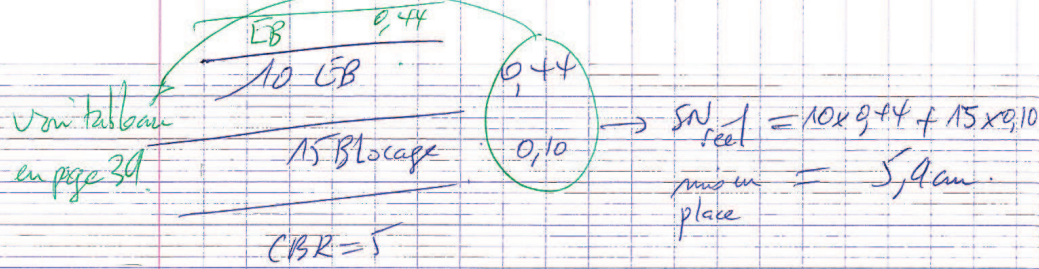 EB 0,44
10 EB 0,44
voir tableau
en page 39.
15 Blocage 0,10
CBR = 5
→ SN réel = 10 x 0,44 + 15 x 0,10
mis en place = 5,9 cm.